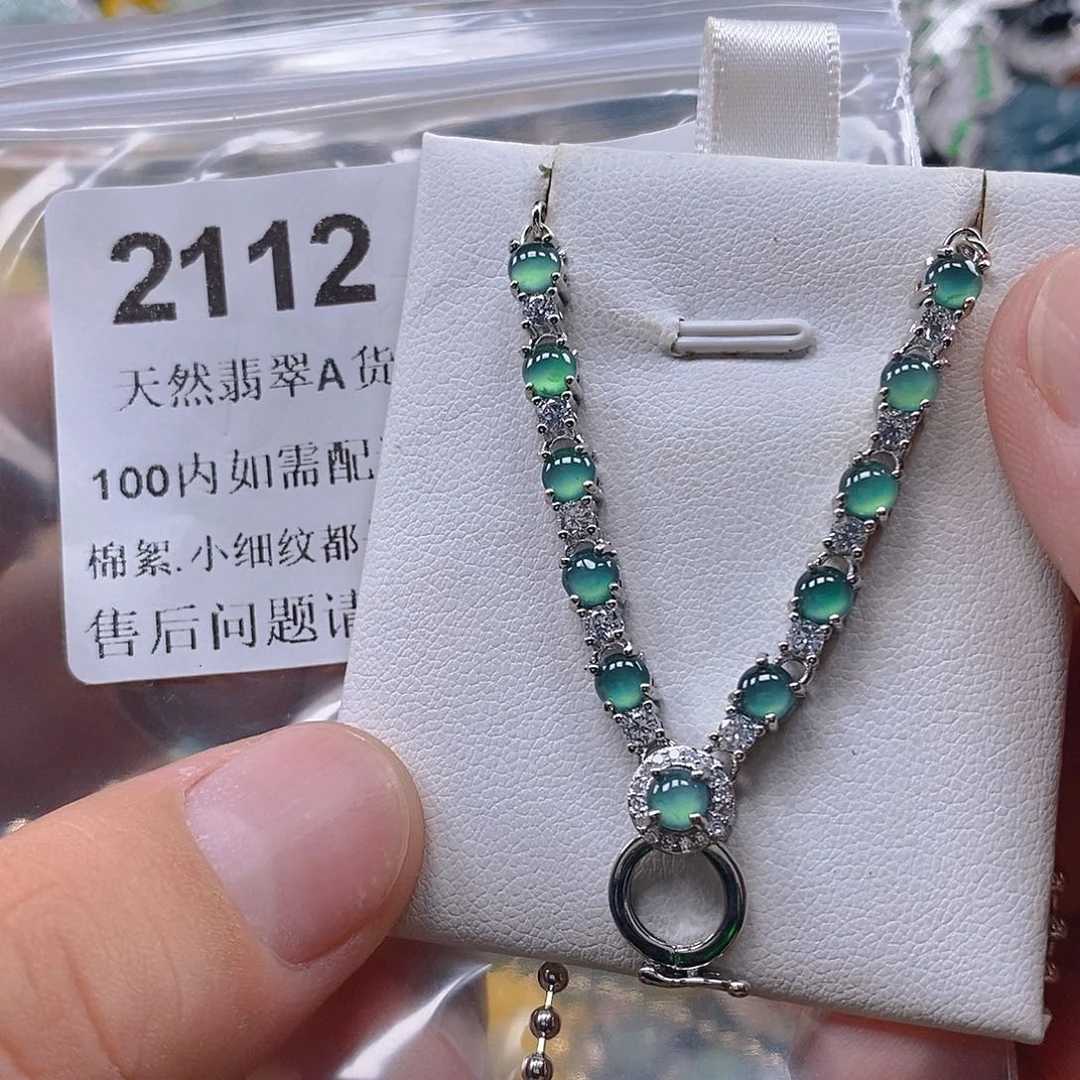 2112
天然翡翠A货
100内如需配
棉絮.小细纹都
售后问题请